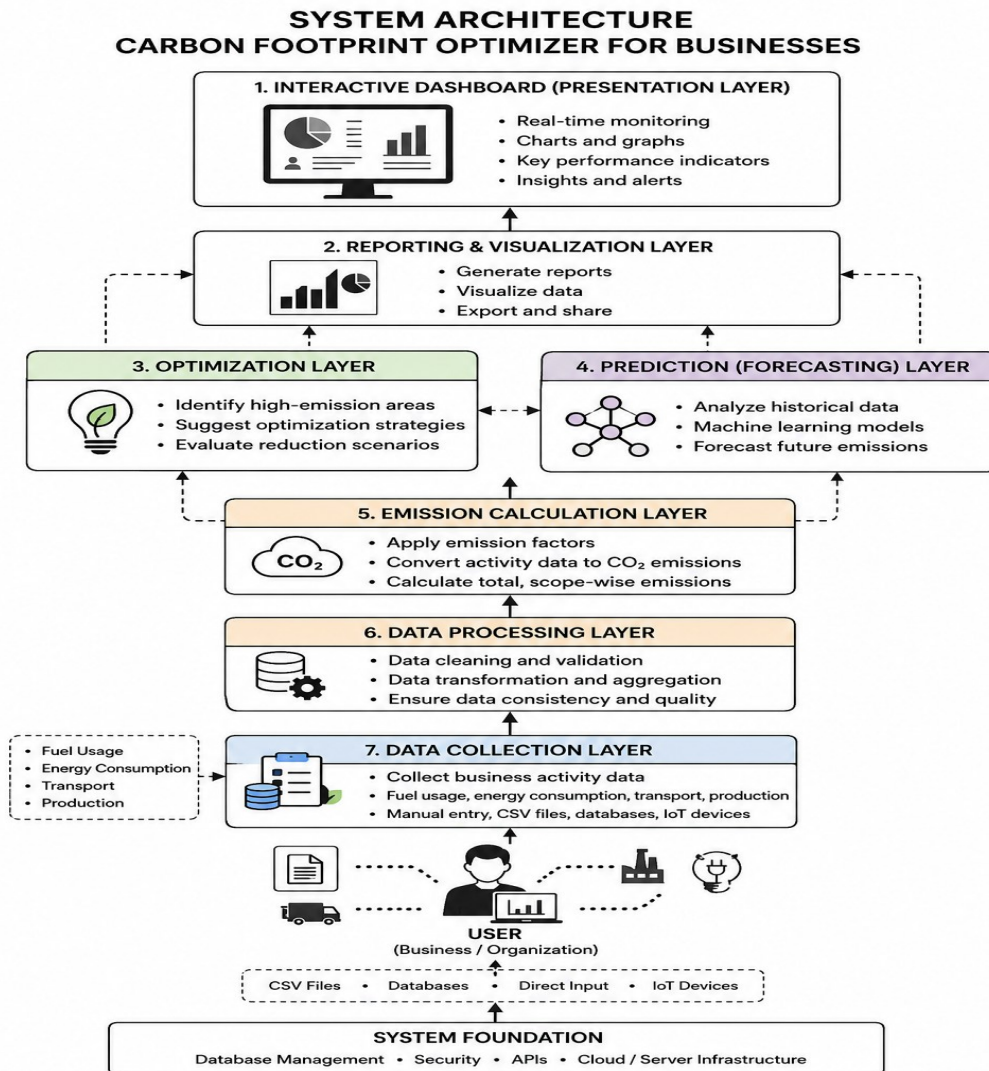 SYSTEM ARCHITECTURE
CARBON FOOTPRINT OPTIMIZER FOR BUSINESSES
1. INTERACTIVE DASHBOARD (PRESENTATION LAYER)
• Real-time monitoring
• Charts and graphs
• Key performance indicators
• Insights and alerts
2. REPORTING & VISUALIZATION LAYER
• Generate reports
• Visualize data
• Export and share
3. OPTIMIZATION LAYER
• Identify high-emission areas
• Suggest optimization strategies
• Evaluate reduction scenarios
4. PREDICTION (FORECASTING) LAYER
• Analyze historical data
• Machine learning models
• Forecast future emissions
5. EMISSION CALCULATION LAYER
CO₂
• Apply emission factors
• Convert activity data to CO₂ emissions
• Calculate total, scope-wise emissions
6. DATA PROCESSING LAYER
• Data cleaning and validation
• Data transformation and aggregation
• Ensure data consistency and quality
• Fuel Usage
• Energy Consumption
• Transport
• Production
7. DATA COLLECTION LAYER
• Collect business activity data
• Fuel usage, energy consumption, transport, production
• Manual entry, CSV files, databases, IoT devices
USER
(Business / Organization)
CSV Files • Databases • Direct Input • IoT Devices
SYSTEM FOUNDATION
Database Management • Security • APIs • Cloud / Server Infrastructure